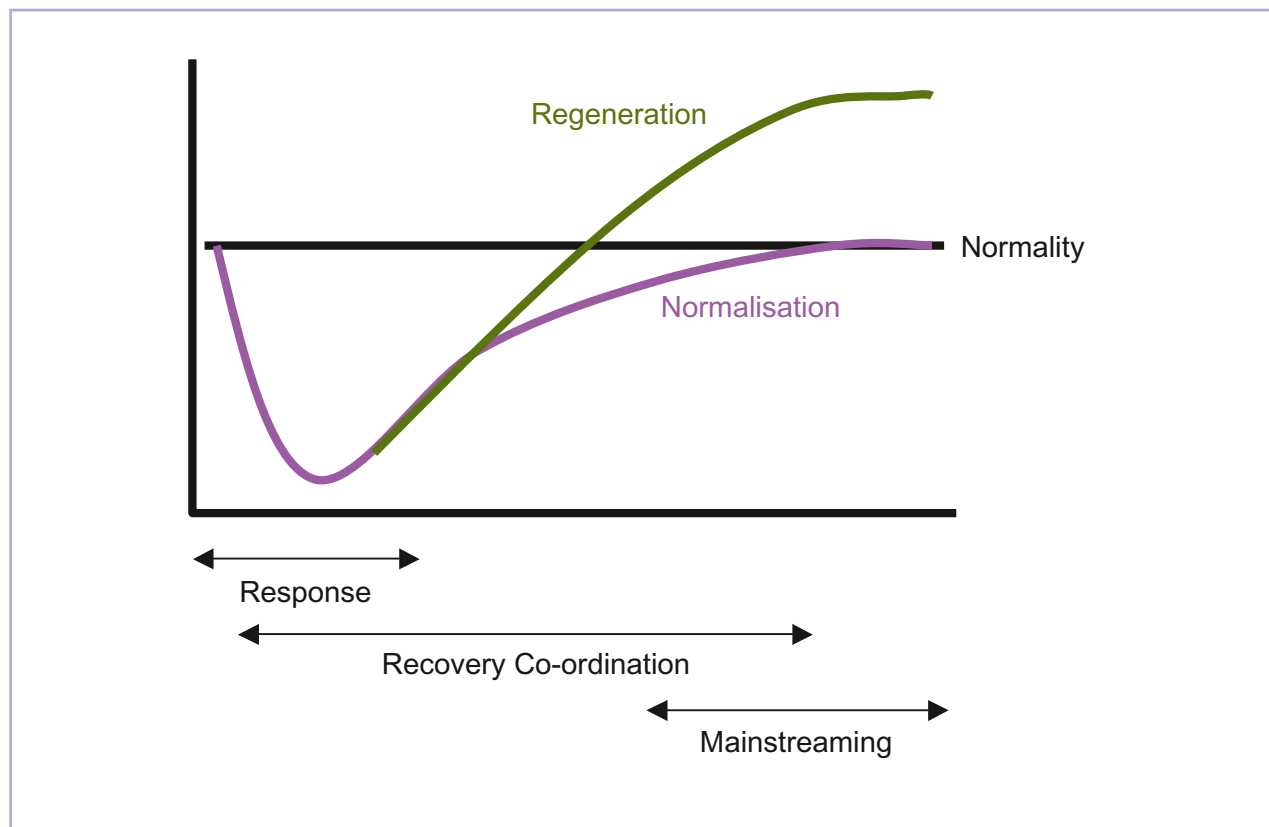 Regeneration
Normality
Normalisation
Response
Recovery Co-ordination
Mainstreaming